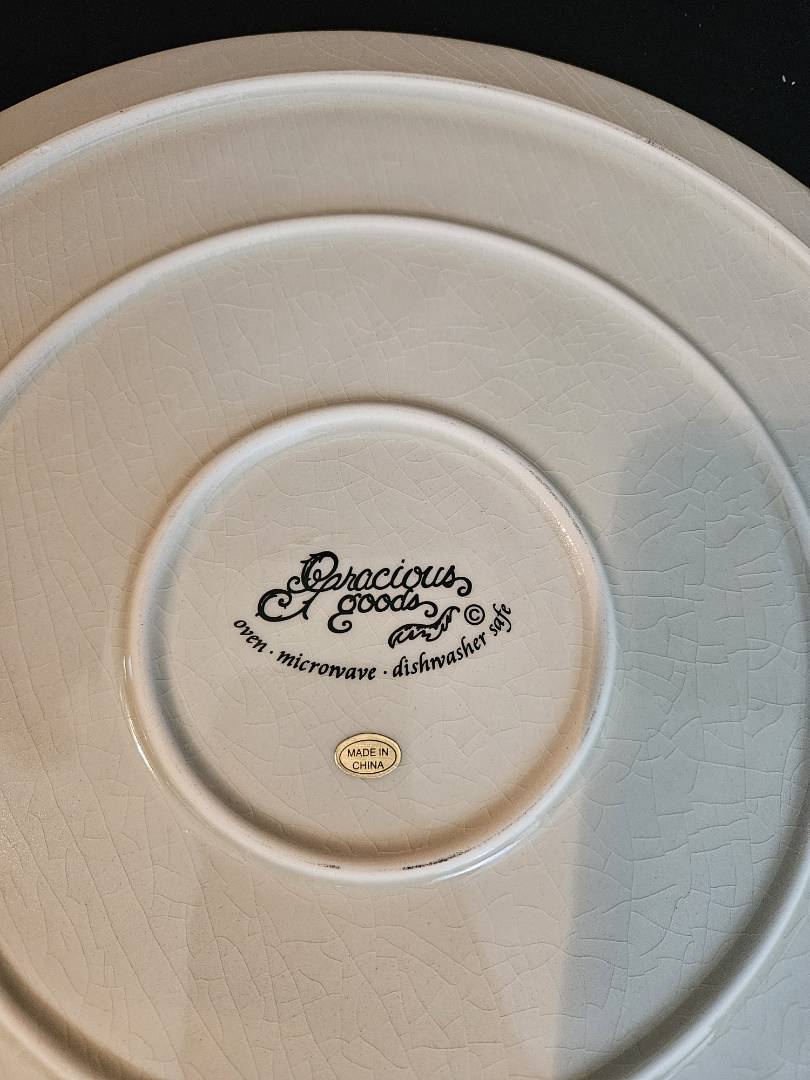 Gracious
goods ©
oven · microwave · dishwasher safe
MADE IN
CHINA